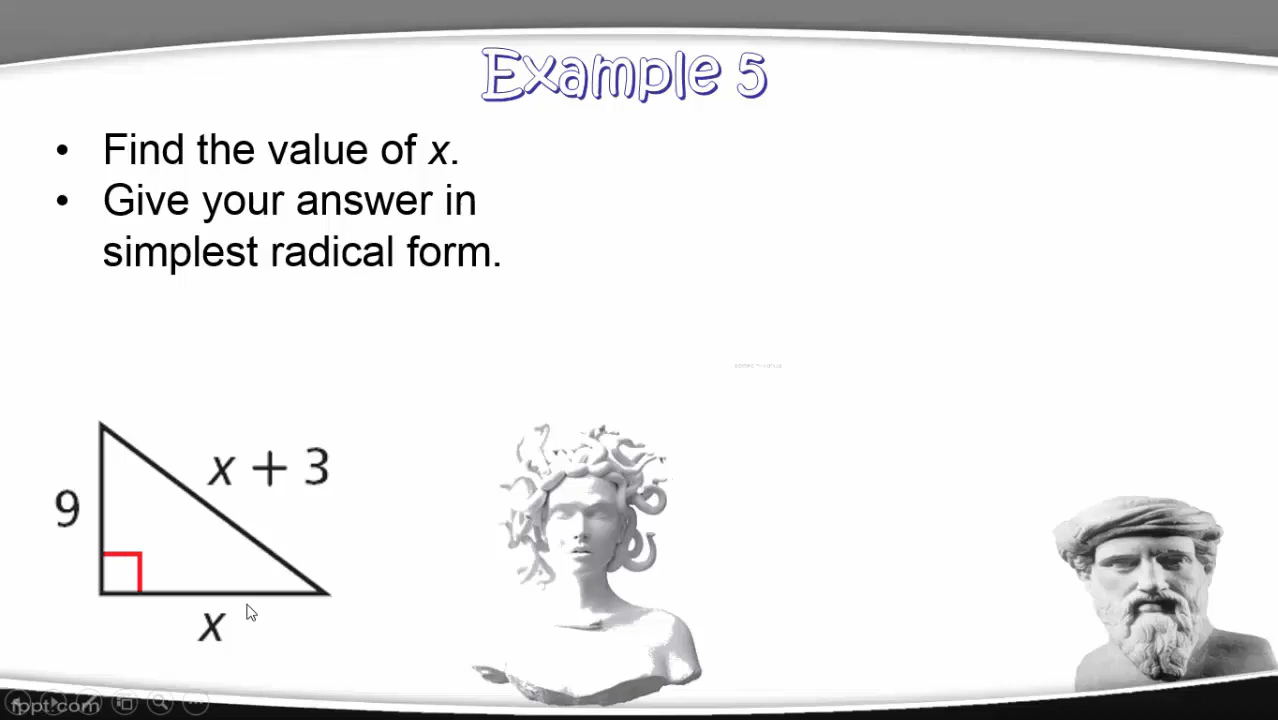 Example 5
• Find the value of x.
• Give your answer in
simplest radical form.
x + 3
9
x
fppt.com